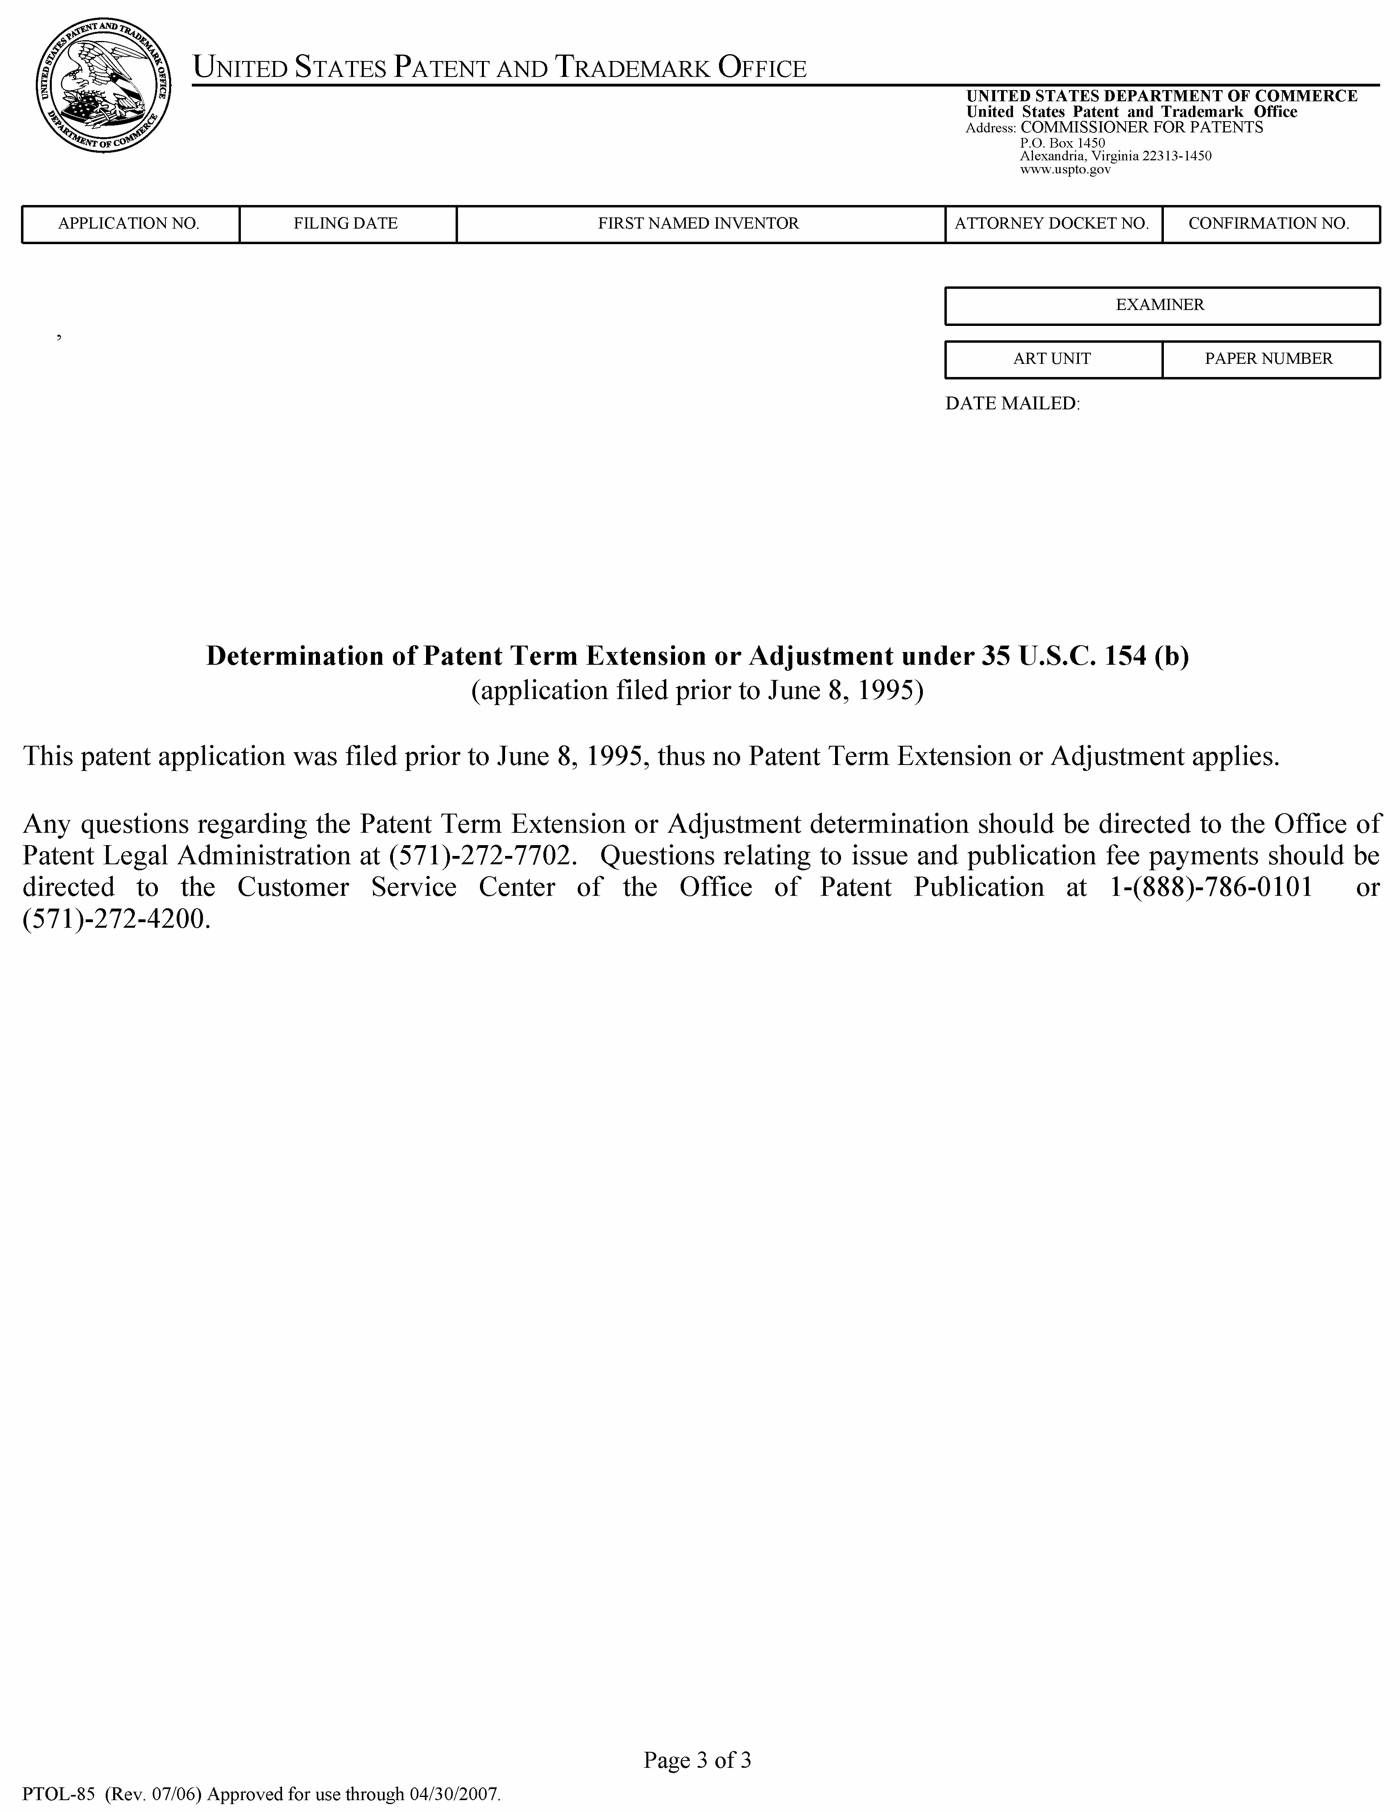 UNITED STATES PATENT AND TRADEMARK OFFICE
DEPARTMENT OF COMMERCE
UNITED STATES PATENT AND TRADEMARK OFFICE
UNITED STATES DEPARTMENT OF COMMERCE
United States Patent and Trademark Office
Address: COMMISSIONER FOR PATENTS
P.O. Box 1450
Alexandria, Virginia 22313-1450
www.uspto.gov
APPLICATION NO. FILING DATE FIRST NAMED INVENTOR ATTORNEY DOCKET NO. CONFIRMATION NO.
EXAMINER
,
ART UNIT PAPER NUMBER
DATE MAILED:
Determination of Patent Term Extension or Adjustment under 35 U.S.C. 154 (b)
(application filed prior to June 8, 1995)
This patent application was filed prior to June 8, 1995, thus no Patent Term Extension or Adjustment applies.
Any questions regarding the Patent Term Extension or Adjustment determination should be directed to the Office of
Patent Legal Administration at (571)-272-7702. Questions relating to issue and publication fee payments should be
directed to the Customer Service Center of the Office of Patent Publication at 1-(888)-786-0101 or
(571)-272-4200.
Page 3 of 3
PTOL-85 (Rev. 07/06) Approved for use through 04/30/2007.